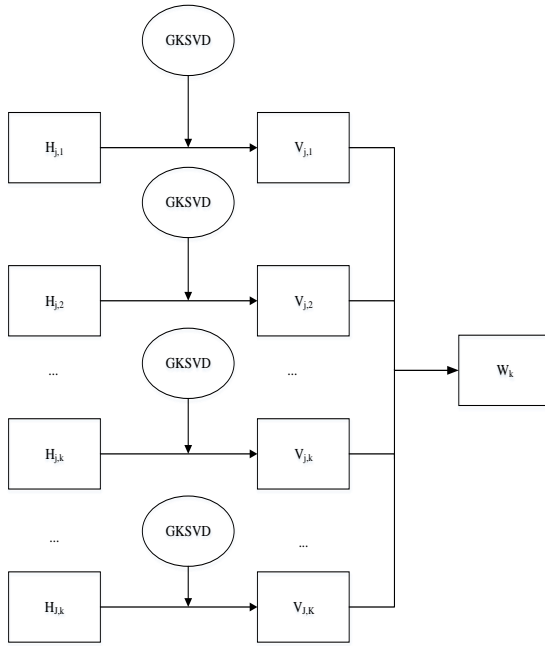 GKSVD
H_{j,1}
V_{j,1}
GKSVD
H_{j,2}
V_{j,2}
...
GKSVD
...
W_k
H_{j,k}
V_{j,k}
...
GKSVD
...
H_{J,k}
V_{J,K}